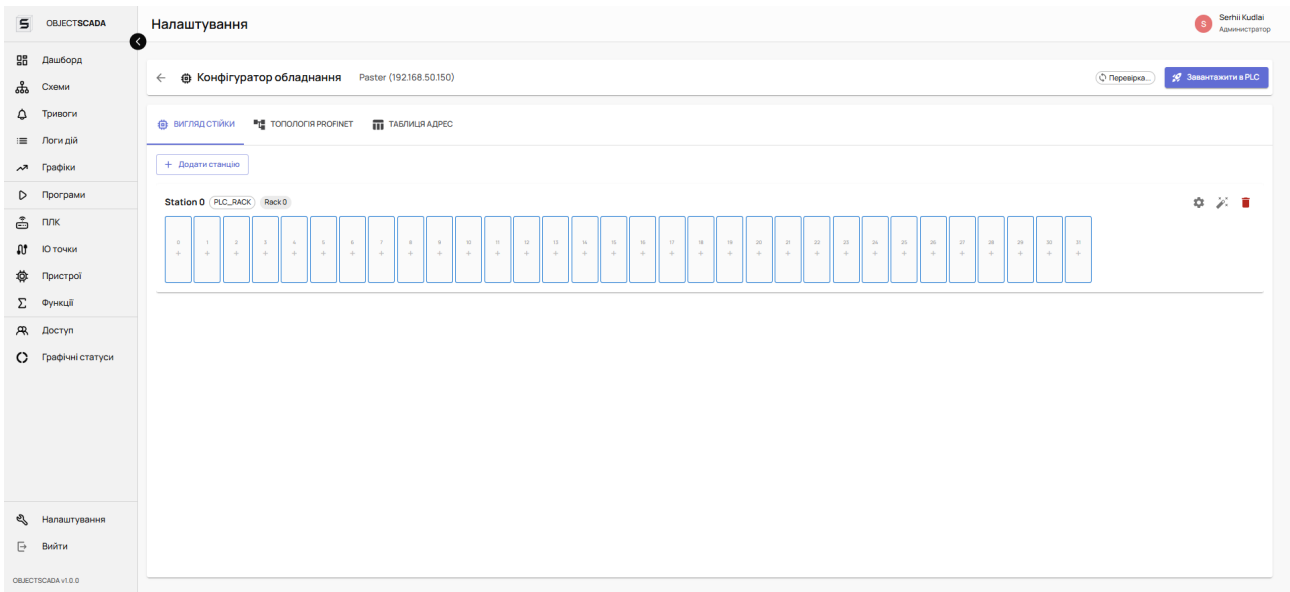 OBJECTSCADA
Налаштування
S
Serhii Kudlai
Администратор
Дашборд
Схеми
Тривоги
Логи дій
Графіки
Програми
ПЛК
IO точки
Пристрої
Функції
Доступ
Графічні статуси
Налаштування
Вийти
OBJECTSCADA v1.0.0
Конфігуратор обладнання Paster (192.168.50.150)
Перевірка...
Завантажити в PLC
ВИГЛЯД СТІЙКИ ТОПОЛОГІЯ PROFINET ТАБЛИЦЯ АДРЕС
+ Додати станцію
Station 0 PLC_RACK Rack 0
0 1 2 3 4 5 6 7 8 9 10 11 12 13 14 15 16 17 18 19 20 21 22 23 24 25 26 27 28 29 30 31
+ + + + + + + + + + + + + + + + + + + + + + + + + + + + + + + +